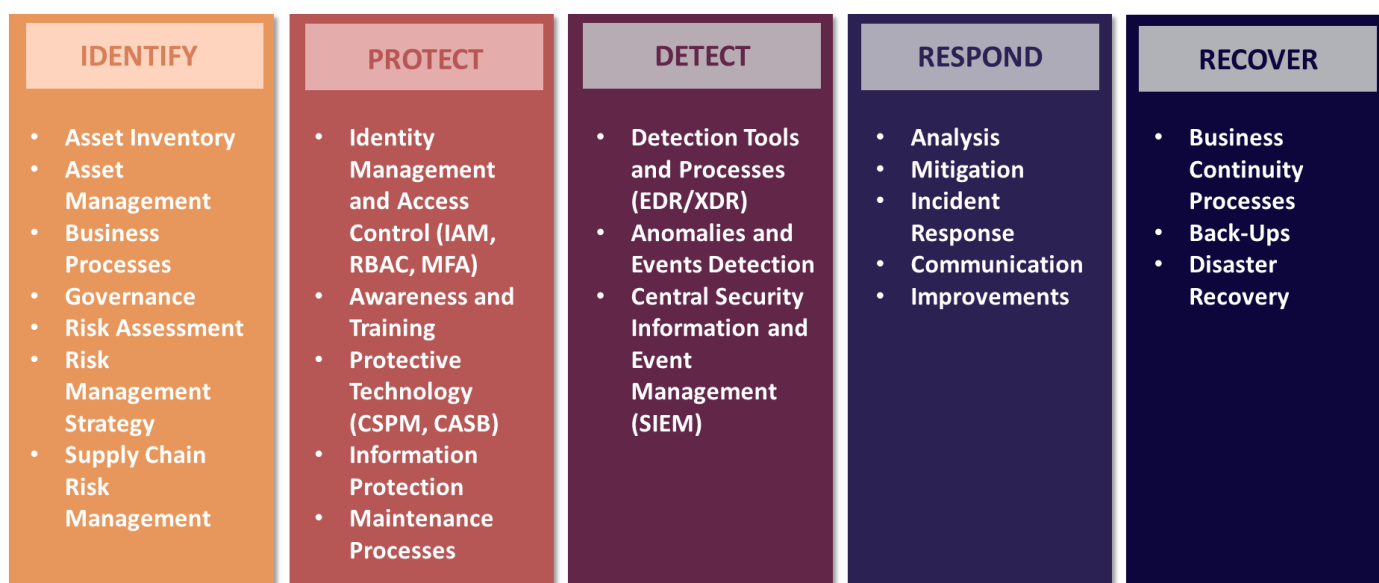 IDENTIFY
• Asset Inventory
• Asset
Management
• Business
Processes
• Governance
• Risk Assessment
• Risk
Management
Strategy
• Supply Chain
Risk
Management
PROTECT
• Identity
Management
and Access
Control (IAM,
RBAC, MFA)
• Awareness and
Training
• Protective
Technology
(CSPM, CASB)
• Information
Protection
• Maintenance
Processes
DETECT
• Detection Tools
and Processes
(EDR/XDR)
• Anomalies and
Events Detection
• Central Security
Information and
Event
Management
(SIEM)
RESPOND
• Analysis
• Mitigation
• Incident
Response
• Communication
• Improvements
RECOVER
• Business
Continuity
Processes
• Back-Ups
• Disaster
Recovery